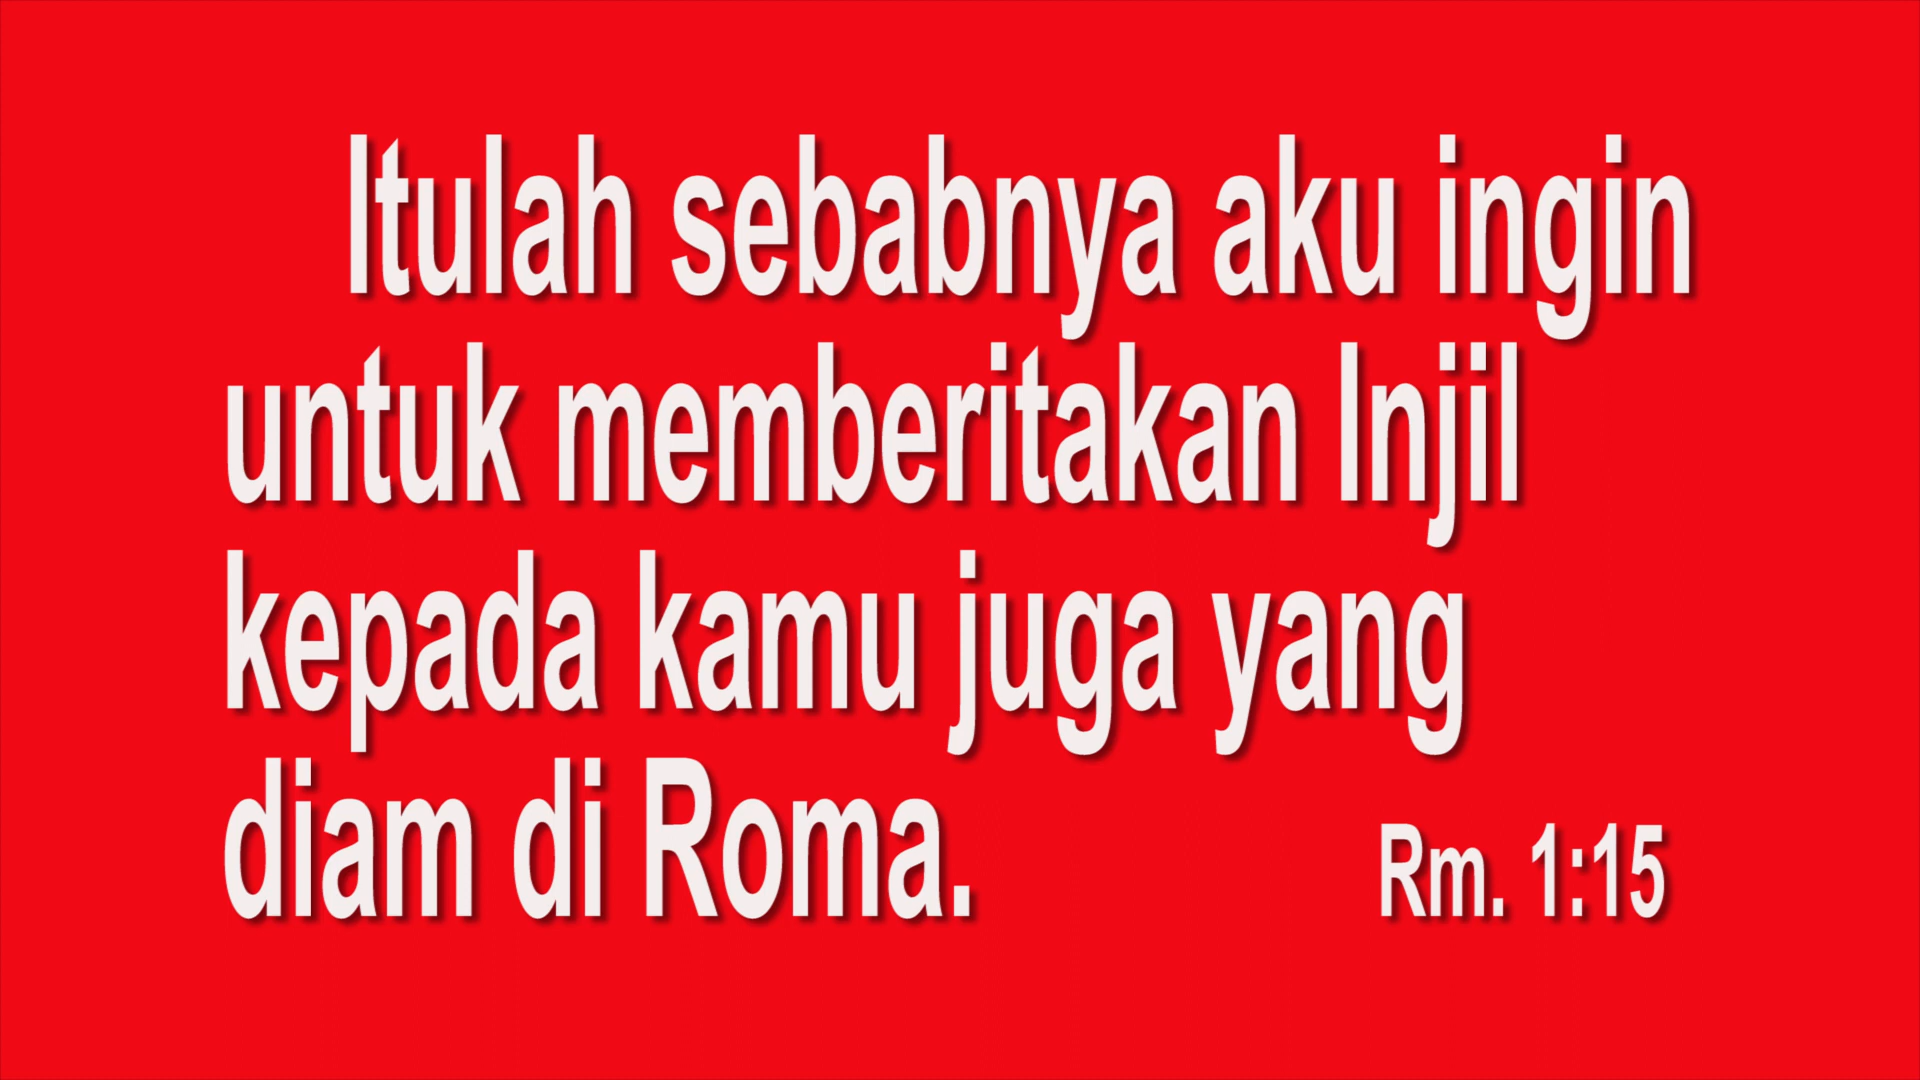 Itulah sebabnya aku ingin
untuk memberitakan Injil
kepada kamu juga yang
diam di Roma.
Rm. 1:15